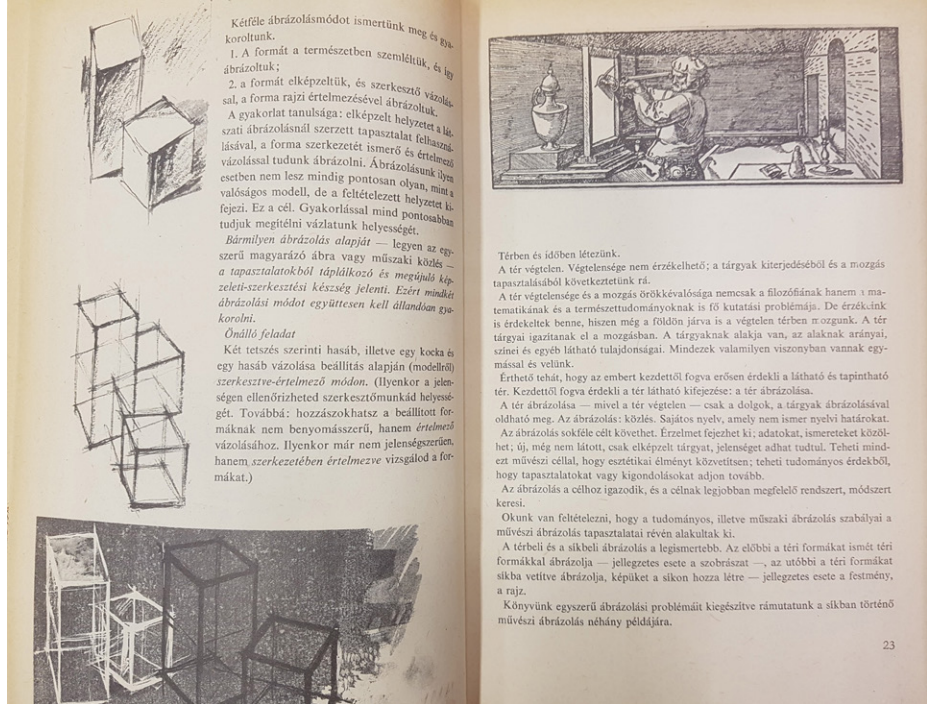 Kétféle ábrázolásmódot ismertünk meg és gya-
koroltunk.
1. A formát a természetben szemléltük, és így
ábrázoltuk;
2. a formát elképzeltük, és szerkesztő vázolás-
sal, a forma rajzi értelmezésével ábrázoltuk.
A gyakorlat tanulsága: elképzelt helyzetet a lát-
szati ábrázolásnál szerzett tapasztalat felhaszná-
lásával, a forma szerkezetét ismerő és értelmező
vázolással tudunk ábrázolni. Ábrázolásunk ilyen
esetben nem lesz mindig pontosan olyan, mint a
valóságos modell, de a feltételezett helyzetet ki-
fejezi. Ez a cél. Gyakorlással mind pontosabban
tudjuk megítélni vázlatunk helyességét.
Bármilyen ábrázolás alapját — legyen az egy-
szerű magyarázó ábra vagy műszaki közlés —
a tapasztalatokból táplálkozó és megújuló kép-
zeleti-szerkesztési készség jelenti. Ezért mindkét
ábrázolási módot együttesen kell állandóan gya-
korolni.
Önálló feladat
Két tetszés szerinti hasáb, illetve egy kocka és
egy hasáb vázolása beállítás alapján (modellről)
szerkesztve-értelmező módon. (Ilyenkor a jelen-
ségen ellenőrizheted szerkesztőmunkád helyessé-
gét. Továbbá: hozzászokhatsz a beállított for-
máknak nem benyomásszerű, hanem értelmező
vázolásához. Ilyenkor már nem jelenségszerűen,
hanem szerkezetében értelmezve vizsgálod a for-
mákat.)
Térben és időben létezünk.
A tér végtelen. Végtelensége nem érzékelhető; a tárgyak kiterjedéséből és a mozgás
tapasztalásából következtetünk rá.
A tér végtelensége és a mozgás örökkévalósága nemcsak a filozófiának hanem a ma-
tematikának és a természettudományoknak is fő kutatási problémája. De érzékeink
is érdekeltek benne, hiszen még a földön járva is a végtelen térben mozgunk. A tér
tárgyai igazítanak el a mozgásban. A tárgyaknak alakja van, az alaknak arányai,
színei és egyéb látható tulajdonságai. Mindezek valamilyen viszonyban vannak egy-
mással és velünk.
Érthető tehát, hogy az embert kezdettől fogva erősen érdekli a látható és tapintható
tér. Kezdettől fogva érdekli a tér látható kifejezése: a tér ábrázolása.
A tér ábrázolása — mivel a tér végtelen — csak a dolgok, a tárgyak ábrázolásával
oldható meg. Az ábrázolás: közlés. Sajátos nyelv, amely nem ismer nyelvi határokat.
Az ábrázolás sokféle célt követhet. Érzelmet fejezhet ki; adatokat, ismereteket közöl-
het; új, még nem látott, csak elképzelt tárgyat, jelenséget adhat tudtul. Teheti mind-
ezt művészi céllal, hogy esztétikai élményt közvetítsen; teheti tudományos érdekből,
hogy tapasztalatokat vagy kigondolásokat adjon tovább.
Az ábrázolás a célhoz igazodik, és a célnak legjobban megfelelő rendszert, módszert
keresi.
Okunk van feltételezni, hogy a tudományos, illetve műszaki ábrázolás szabályai a
művészi ábrázolás tapasztalatai révén alakultak ki.
A térbeli és a síkbeli ábrázolás a legismertebb. Az előbbi a téri formákat ismét téri
formákkal ábrázolja — jellegzetes esete a szobrászat —, az utóbbi a téri formákat
síkba vetítve ábrázolja, képüket a síkon hozza létre — jellegzetes esete a festmény,
a rajz.
Könyvünk egyszerű ábrázolási problémáit kiegészítve rámutatunk a síkban történő
művészi ábrázolás néhány példájára.
23